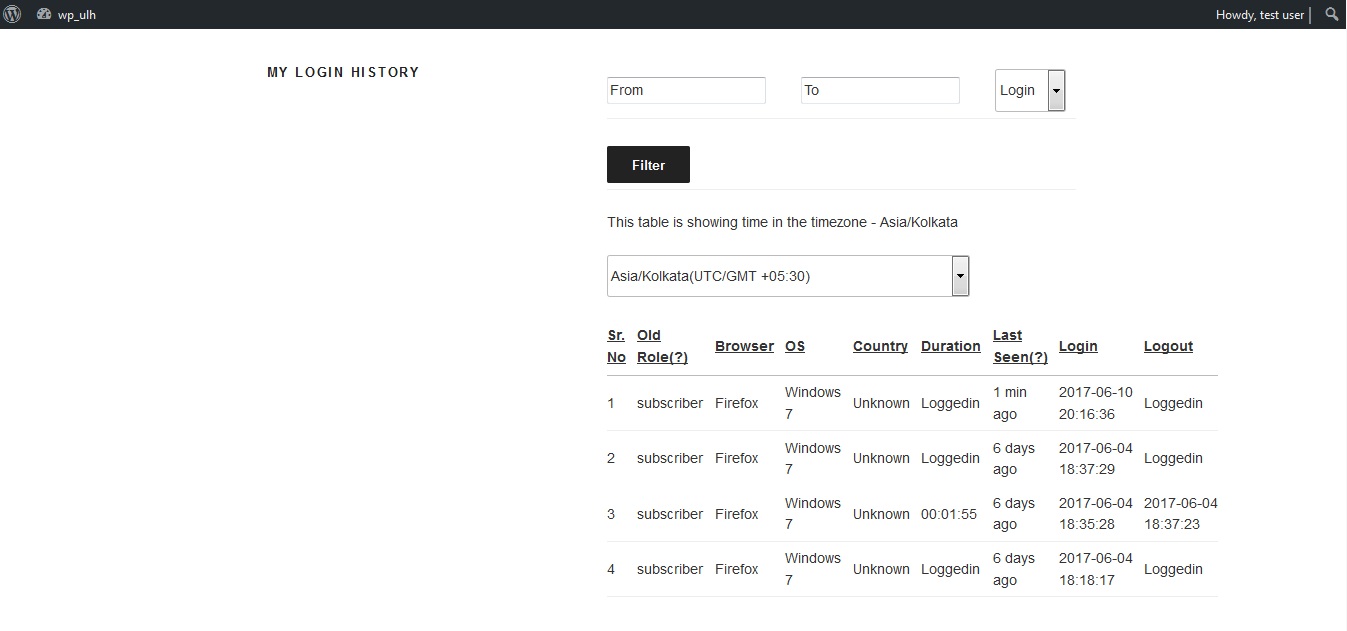 wp_ulh
Howdy, test user
MY LOGIN HISTORY
From To Login
Filter
This table is showing time in the timezone - Asia/Kolkata
Asia/Kolkata(UTC/GMT +05:30)
Sr. No Old Role(?) Browser OS Country Duration Last Seen(?) Login Logout
1 subscriber Firefox Windows 7 Unknown Loggedin 1 min ago 2017-06-10 20:16:36 Loggedin
2 subscriber Firefox Windows 7 Unknown Loggedin 6 days ago 2017-06-04 18:37:29 Loggedin
3 subscriber Firefox Windows 7 Unknown 00:01:55 6 days ago 2017-06-04 18:35:28 2017-06-04 18:37:23
4 subscriber Firefox Windows 7 Unknown Loggedin 6 days ago 2017-06-04 18:18:17 Loggedin